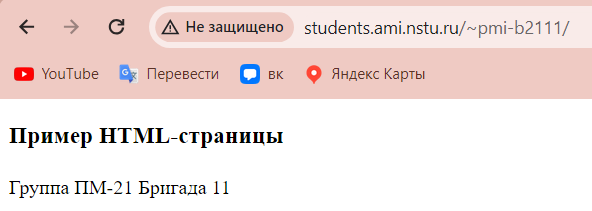 Не защищено students.ami.nstu.ru/~pmi-b2111/
YouTube Перевести вк Яндекс Карты
Пример HTML-страницы
Группа ПМ-21 Бригада 11